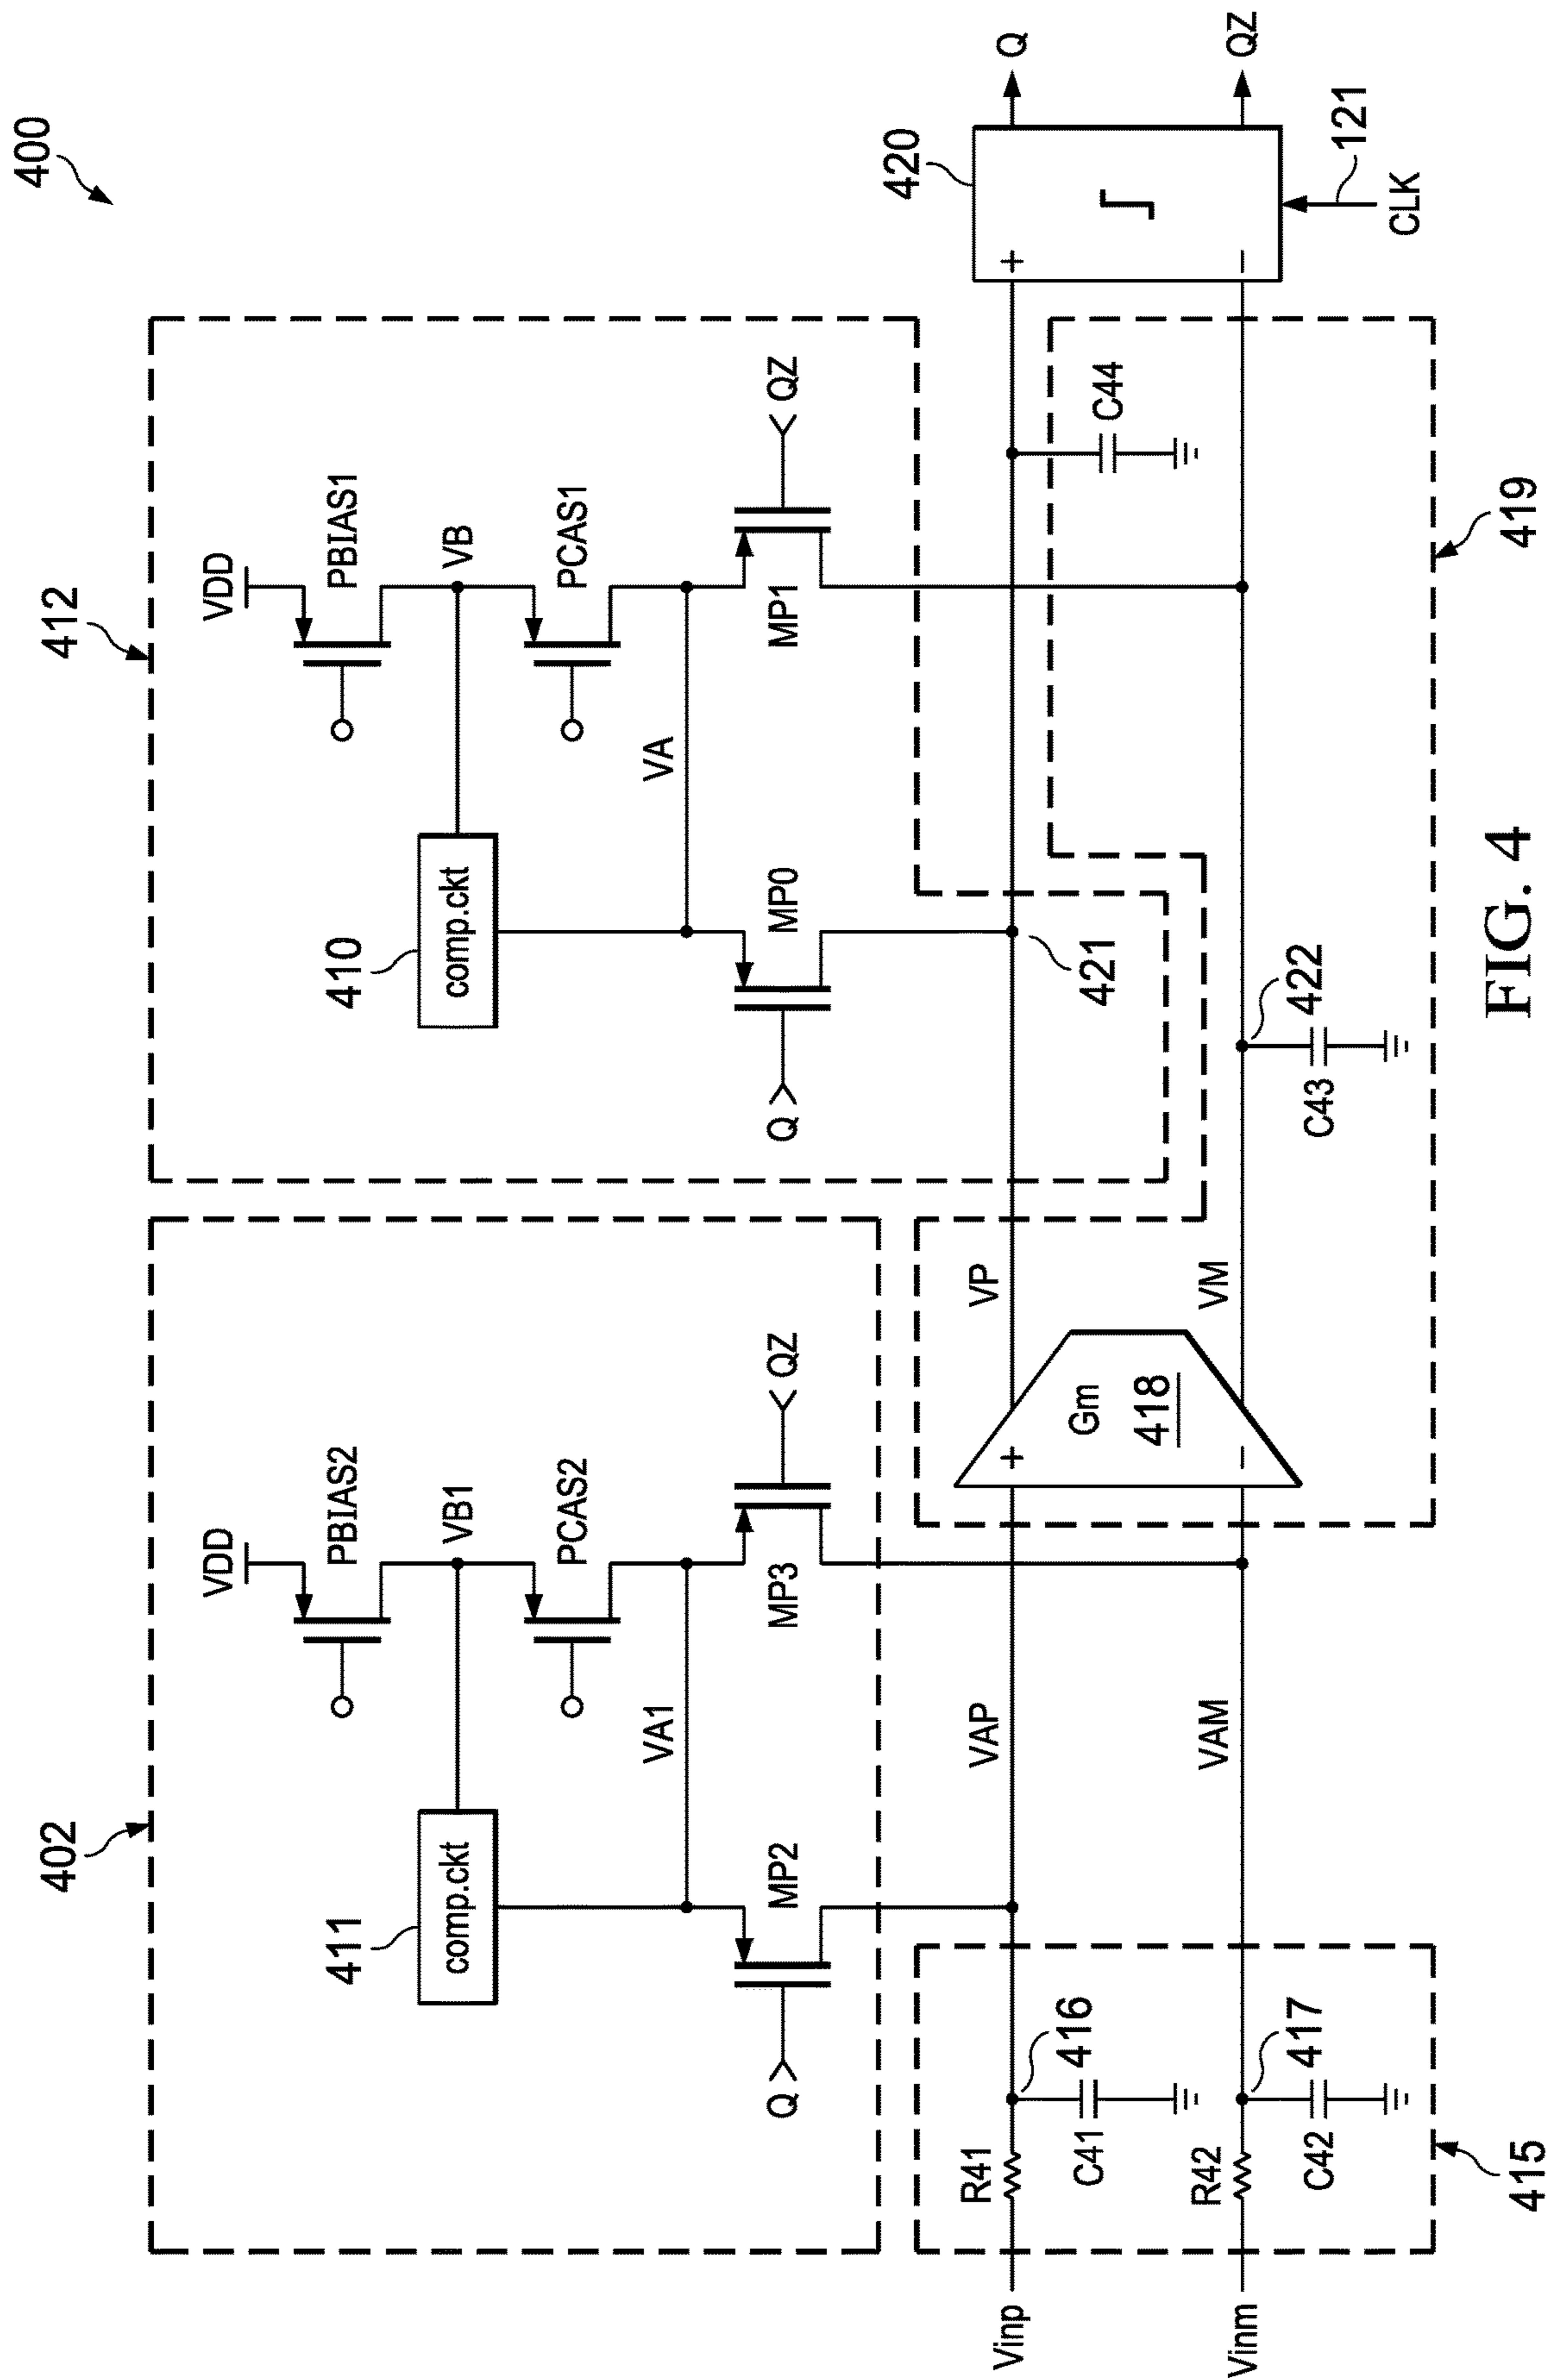 400
402
412
VDD
PBIAS2
VB1
411
comp.ckt
PCAS2
VA1
Q
MP2
MP3
QZ
VDD
PBIAS1
VB
410
comp.ckt
PCAS1
VA
Q
MP0
MP1
QZ
Vinp
R41
416
C41
VAP
+
Gm
418
−
VP
421
C44
420
+
−
Q
QZ
121
CLK
Vinm
R42
417
C42
VAM
VM
422
C43
415
419
FIG. 4